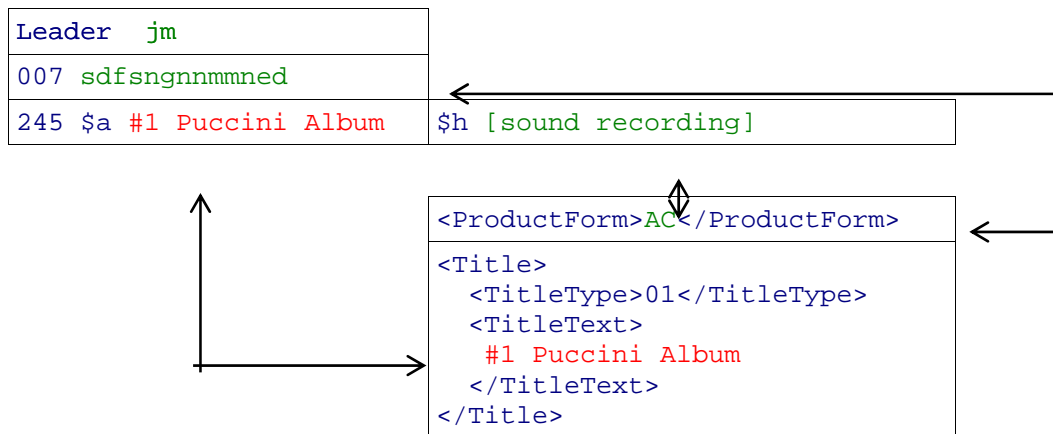 Leader jm
007 sdfsngnnmmned
245 $a #1 Puccini Album $h [sound recording]
<ProductForm>AC</ProductForm>
<Title>
<TitleType>01</TitleType>
<TitleText>
#1 Puccini Album
</TitleText>
</Title>